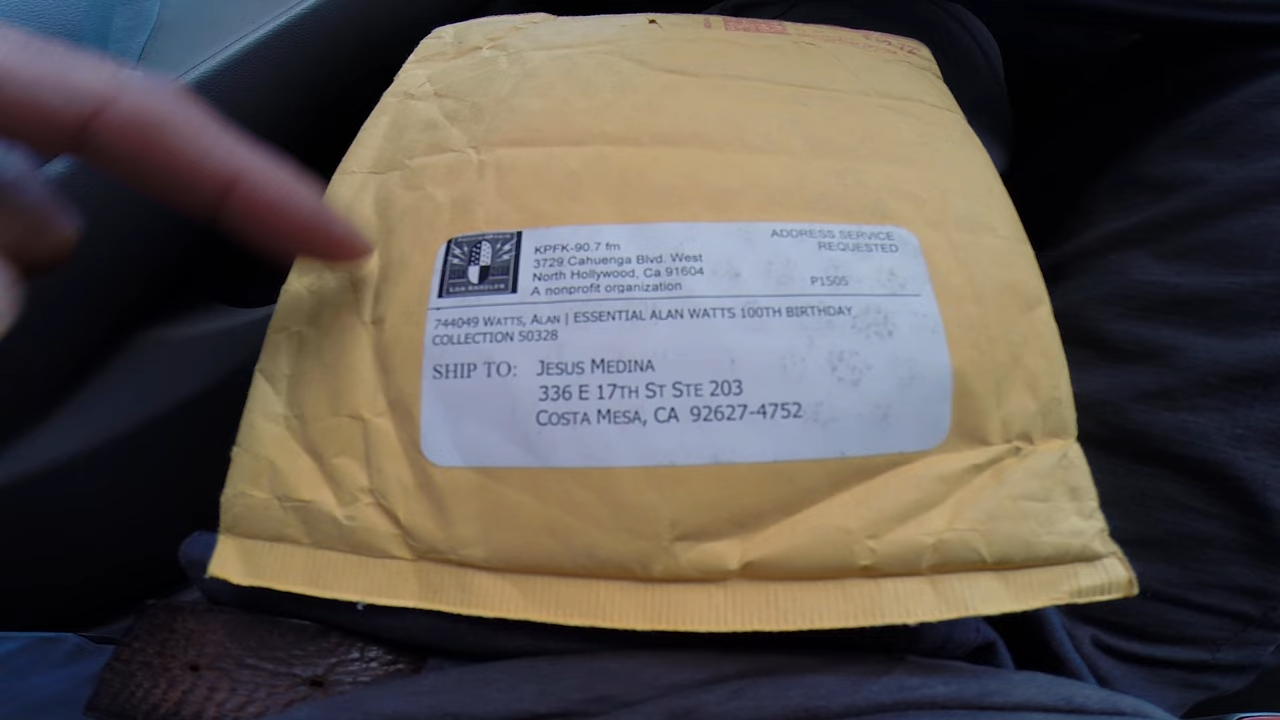 KPFK-90.7 fm
3729 Cahuenga Blvd. West
North Hollywood, Ca 91604
A nonprofit organization
ADDRESS SERVICE
REQUESTED
P1505
744049 WATTS, ALAN | ESSENTIAL ALAN WATTS 100TH BIRTHDAY
COLLECTION 50328
SHIP TO: JESUS MEDINA
336 E 17TH ST STE 203
COSTA MESA, CA 92627-4752
LOS ANGELES